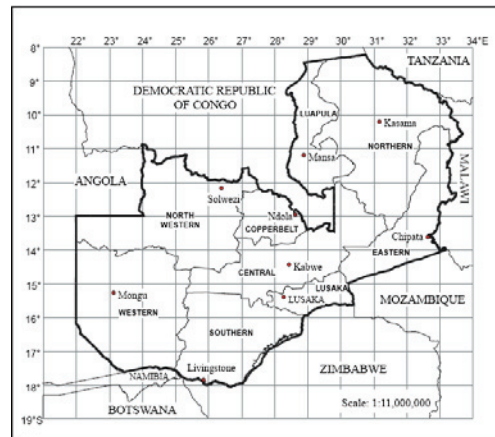 22° 23° 24° 25° 26° 27° 28° 29° 30° 31° 32° 33° 34°E
8°
9°
10°
11°
12°
13°
14°
15°
16°
17°
18°
19°S
TANZANIA
DEMOCRATIC REPUBLIC
OF CONGO
LUAPULA
Kasama
NORTHERN
Mansa
MALAWI
ANGOLA
Solwezi
NORTH
WESTERN
Ndola
COPPERBELT
Chipata
EASTERN
CENTRAL
Kabwe
LUSAKA
Mongu
LUSAKA
MOZAMBIQUE
WESTERN
SOUTHERN
Livingstone
NAMIBIA
ZIMBABWE
BOTSWANA
Scale: 1:11,000,000